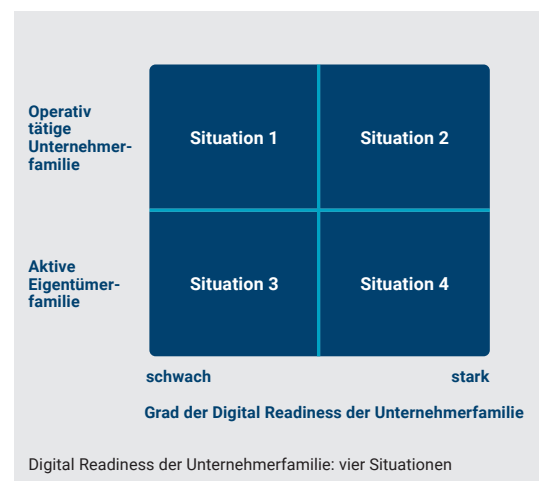 Operativ
tätige
Unternehmer-
familie
Situation 1
Situation 2
Aktive
Eigentümer-
familie
Situation 3
Situation 4
schwach
stark
Grad der Digital Readiness der Unternehmerfamilie
Digital Readiness der Unternehmerfamilie: vier Situationen